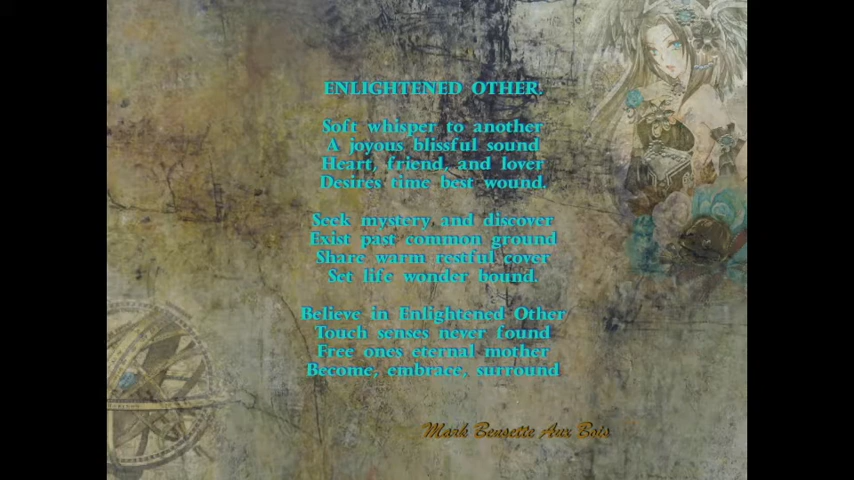 ENLIGHTENED OTHER.
Soft whisper to another
A joyous blissful sound
Heart, friend, and lover
Desires time best wound.
Seek mystery and discover
Exist past common ground
Share warm restful cover
Set life wonder bound.
Believe in Enlightened Other
Touch senses never found
Free ones eternal mother
Become, embrace, surround
Mark Beusette Aux Bois